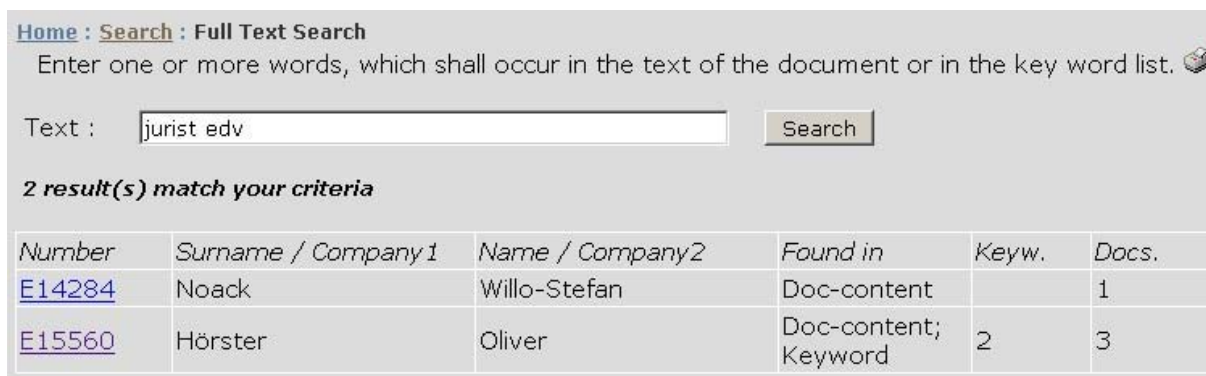 Home : Search : Full Text Search
Enter one or more words, which shall occur in the text of the document or in the key word list.
Text : jurist edv Search
2 result(s) match your criteria
Number Surname / Company1 Name / Company2 Found in Keyw. Docs.
E14284 Noack Willo-Stefan Doc-content 1
E15560 Hörster Oliver Doc-content; Keyword 2 3